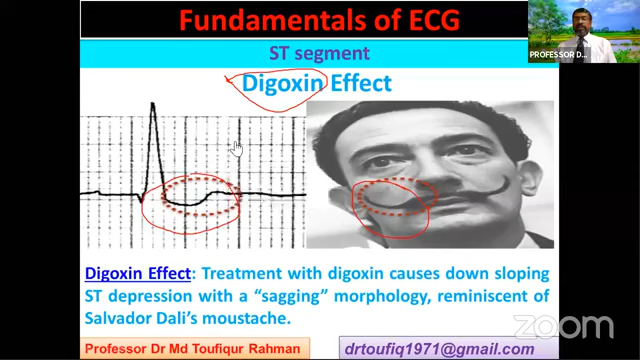 Fundamentals of ECG
PROFESSOR D...
ST segment
Digoxin Effect
Digoxin Effect: Treatment with digoxin causes down sloping
ST depression with a “sagging” morphology, reminiscent of
Salvador Dali’s moustache.
zoom
Professor Dr Md Toufiqur Rahman
drtoufiq1971@gmail.com